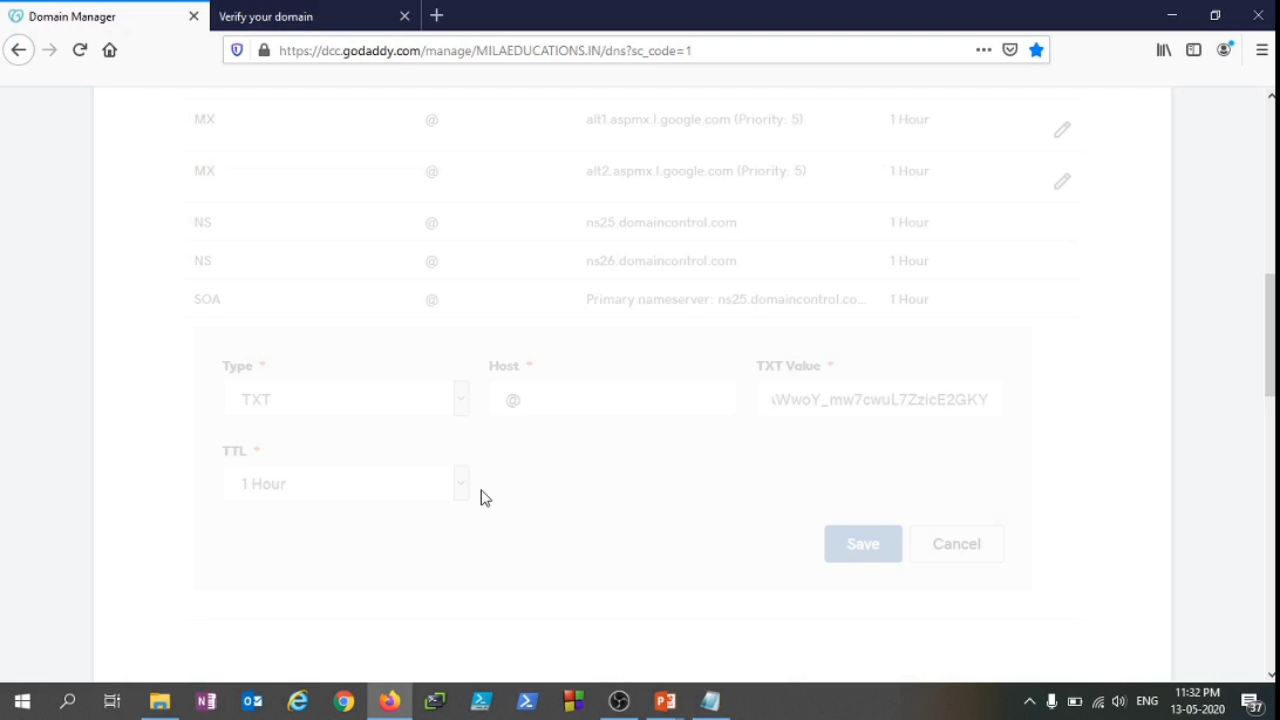 Domain Manager
Verify your domain
https://dcc.godaddy.com/manage/MILAEDUCATIONS.IN/dns?sc_code=1
MX @ alt1.aspmx.l.google.com (Priority: 5) 1 Hour
MX @ alt2.aspmx.l.google.com (Priority: 5) 1 Hour
NS @ ns25.domaincontrol.com 1 Hour
NS @ ns26.domaincontrol.com 1 Hour
SOA @ Primary nameserver: ns25.domaincontrol.co... 1 Hour
Type * Host * TXT Value *
TXT @ WwoY_mw7cwuL7ZzicE2GKY
TTL *
1 Hour
Save Cancel
ENG
11:32 PM
13-05-2020
37